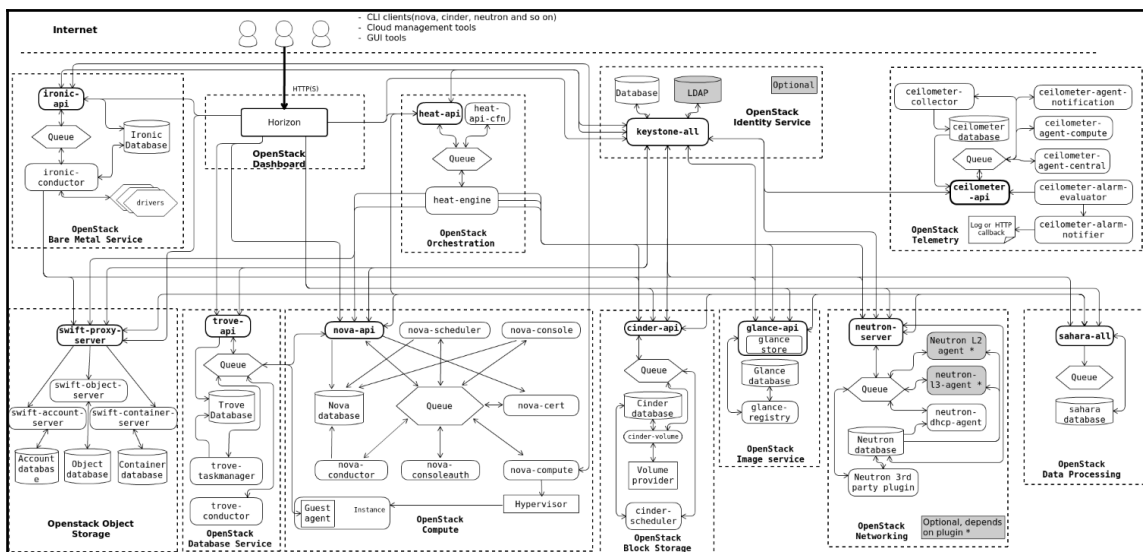 Internet
- CLI clients(nova, cinder, neutron and so on)
- Cloud management tools
- GUI tools
HTTP(S)
ironic-
api
Queue
Ironic
Database
ironic-
conductor
drivers
OpenStack
Bare Metal Service
Horizon
OpenStack
Dashboard
heat-api
heat-
api-cfn
Queue
heat-engine
OpenStack
Orchestration
Database
LDAP
Optional
keystone-all
OpenStack
Identity Service
ceilometer-
collector
ceilometer-agent-
notification
ceilometer
database
ceilometer-
agent-compute
Queue
ceilometer-
agent-central
ceilometer
-api
ceilometer-alarm-
evaluator
Log or HTTP
callback
ceilometer-alarm-
notifier
OpenStack
Telemetry
swift-proxy-
server
swift-object-
server
swift-account-
server
swift-container-
server
Account
databas
e
Object
database
Container
database
Openstack Object
Storage
trove-
api
Queue
Trove
Database
trove-
taskmanager
trove-
conductor
OpenStack
Database Service
nova-api
nova-scheduler
nova-console
Nova
database
Queue
nova-cert
nova-
conductor
nova-
consoleauth
nova-compute
Hypervisor
Guest
agent
Instance
OpenStack
Compute
cinder-api
Queue
Cinder
database
cinder-volume
Volume
provider
cinder-
scheduler
OpenStack
Block Storage
glance-api
glance
store
Glance
database
glance-
registry
OpenStack
Image service
neutron-
server
Neutron L2
agent *
Queue
neutron-
l3-agent *
neutron-
dhcp-agent
Neutron
database
Neutron 3rd
party plugin
OpenStack
Networking
Optional, depends
on plugin *
sahara-all
Queue
sahara
database
OpenStack
Data Processing